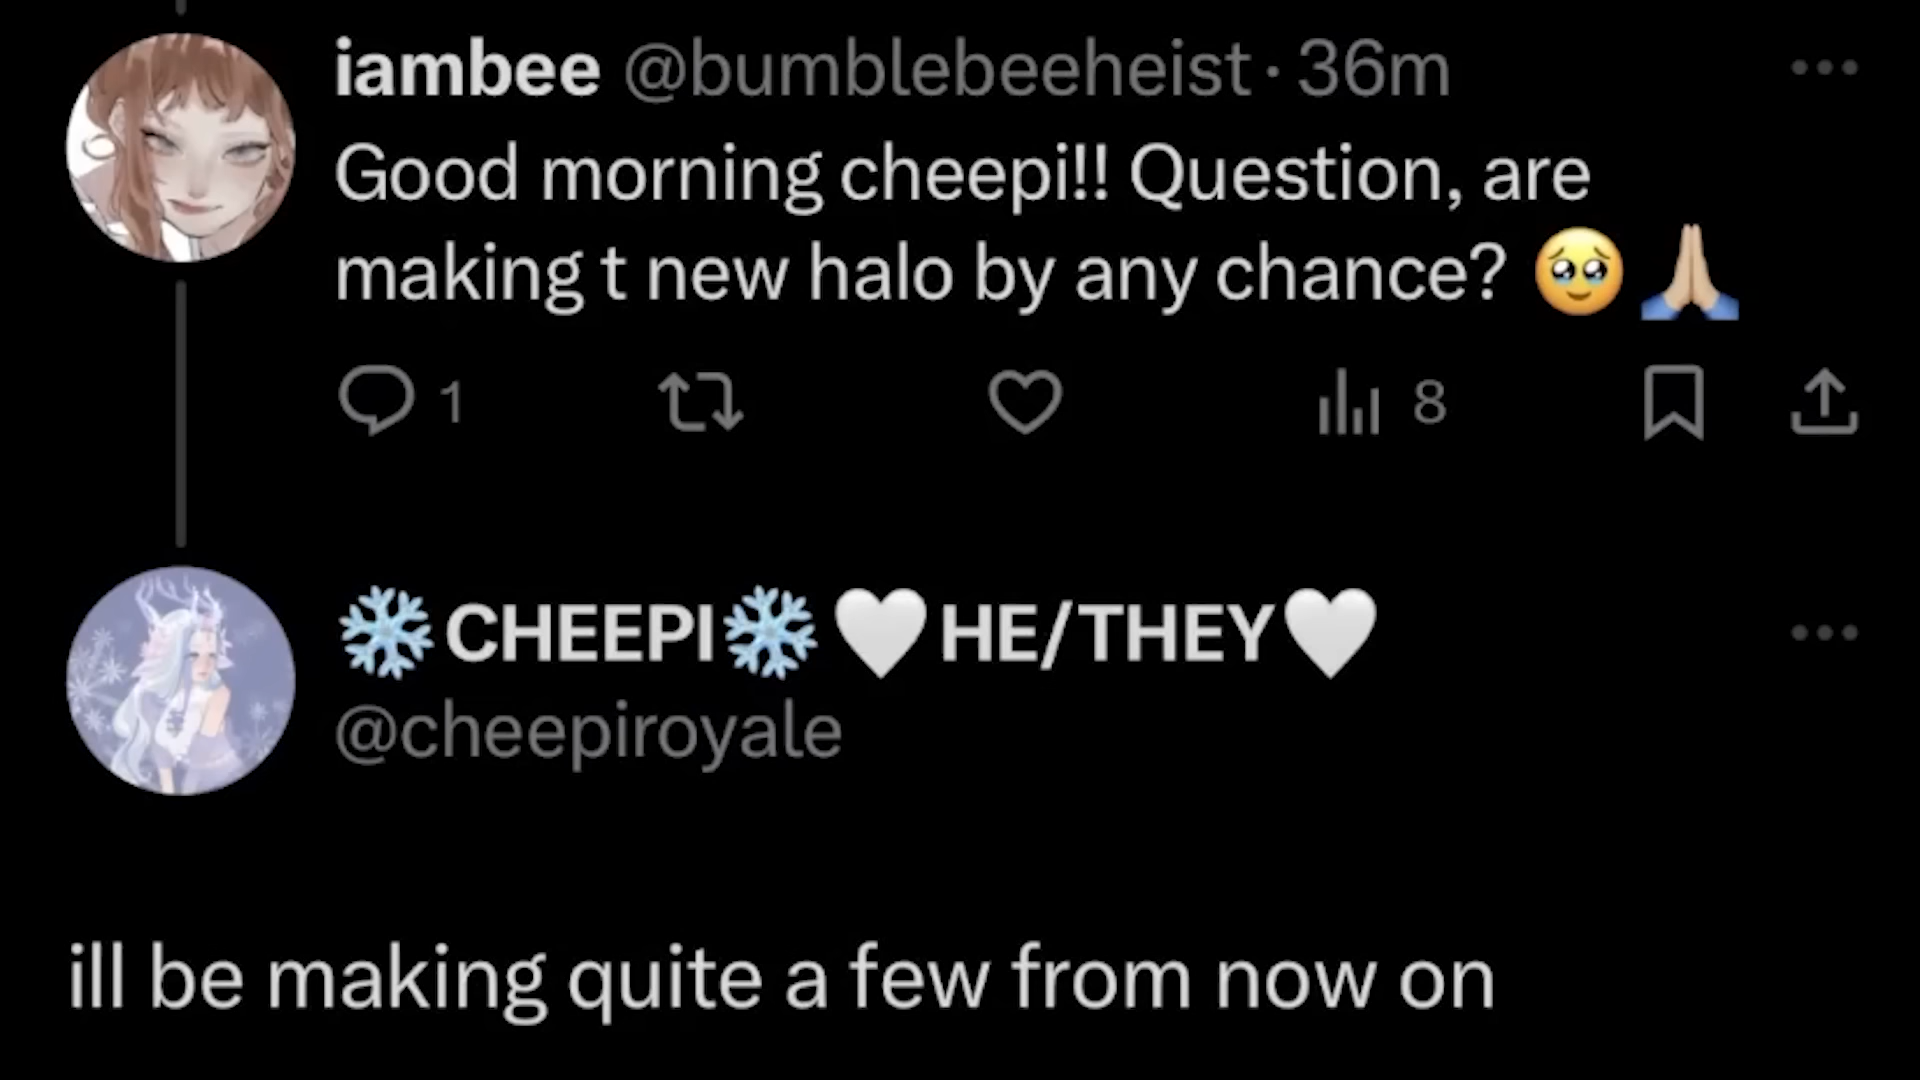 iambee @bumblebeeheist · 36m
Good morning cheepi!! Question, are
making t new halo by any chance? 🥹🙏🏼
1 8
❄️CHEEPI❄️🤍HE/THEY🤍
@cheepiroyale
ill be making quite a few from now on